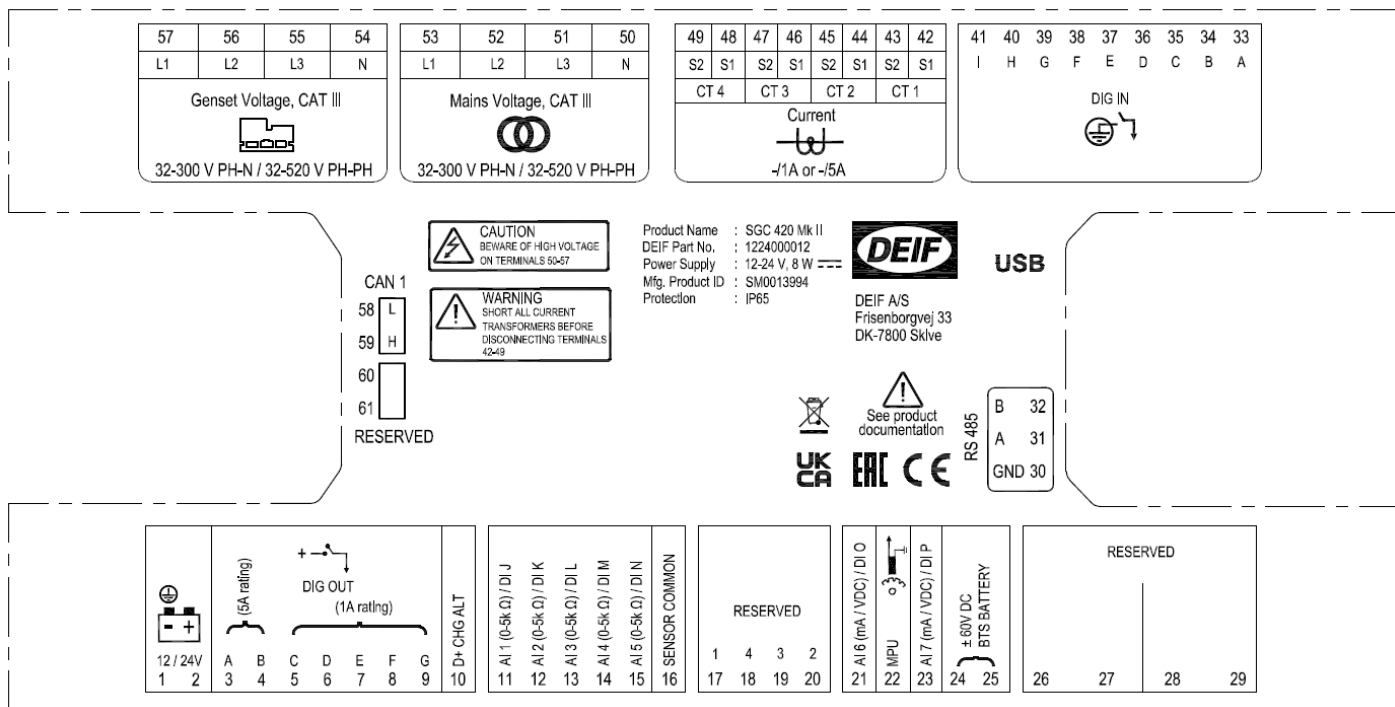 57 56 55 54
L1 L2 L3 N
Genset Voltage, CAT III
32-300 V PH-N / 32-520 V PH-PH
53 52 51 50
L1 L2 L3 N
Mains Voltage, CAT III
32-300 V PH-N / 32-520 V PH-PH
49 48 47 46 45 44 43 42
S2 S1 S2 S1 S2 S1 S2 S1
CT 4 CT 3 CT 2 CT 1
Current
-/1A or -/5A
41 40 39 38 37 36 35 34 33
I H G F E D C B A
DIG IN
CAN 1
58 L
59 H
60
61
RESERVED
CAUTION
BEWARE OF HIGH VOLTAGE
ON TERMINALS 50-57
WARNING
SHORT ALL CURRENT
TRANSFORMERS BEFORE
DISCONNECTING TERMINALS
42-49
Product Name : SGC 420 Mk II
DEIF Part No. : 1224000012
Power Supply : 12-24 V, 8 W
Mfg. Product ID : SM0013994
Protection : IP65
DEIF
DEIF A/S
Frisenborgvej 33
DK-7800 Skive
USB
See product
documentation
UK
CA
EAC CE
RS 485
B 32
A 31
GND 30
- +
12 / 24V
1 2
+
DIG OUT
(5A rating)
(1A rating)
A B C D E F G
3 4 5 6 7 8 9
D+ CHG ALT
10
AI 1 (0-5k Ω) / DI J
11
AI 2 (0-5k Ω) / DI K
12
AI 3 (0-5k Ω) / DI L
13
AI 4 (0-5k Ω) / DI M
14
AI 5 (0-5k Ω) / DI N
15
SENSOR COMMON
16
RESERVED
1 4 3 2
17 18 19 20
AI 6 (mA / VDC) / DI O
21
MPU
22
AI 7 (mA / VDC) / DI P
23
± 60V DC
BTS BATTERY
24 25
RESERVED
26 27 28 29